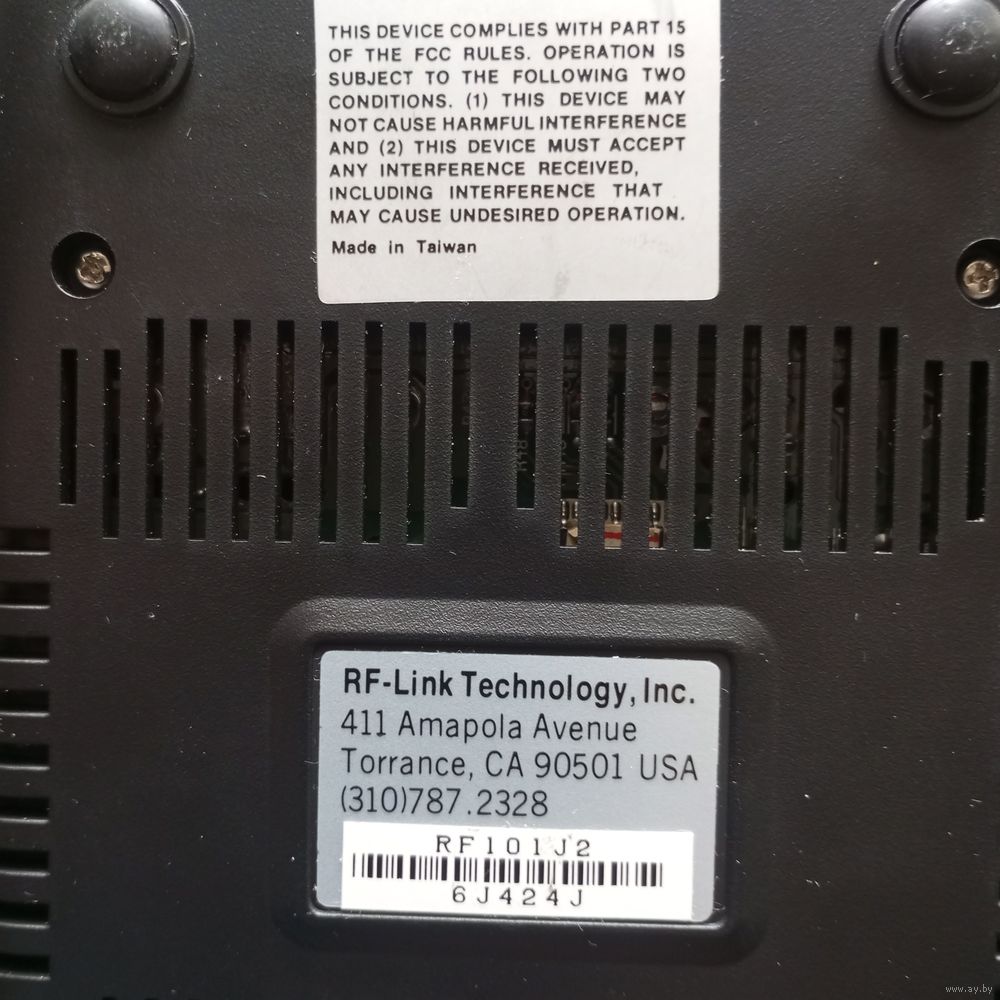 THIS DEVICE COMPLIES WITH PART 15
OF THE FCC RULES. OPERATION IS
SUBJECT TO THE FOLLOWING TWO
CONDITIONS. (1) THIS DEVICE MAY
NOT CAUSE HARMFUL INTERFERENCE
AND (2) THIS DEVICE MUST ACCEPT
ANY INTERFERENCE RECEIVED,
INCLUDING INTERFERENCE THAT
MAY CAUSE UNDESIRED OPERATION.
Made in Taiwan
RF-Link Technology, Inc.
411 Amapola Avenue
Torrance, CA 90501 USA
(310)787.2328
RF101J2
6J424J
www.ay.by